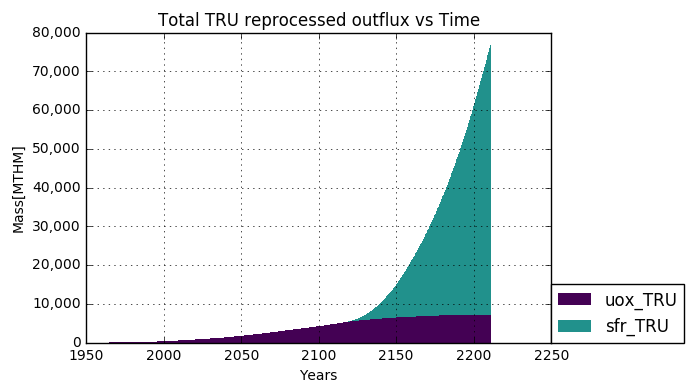 Total TRU reprocessed outflux vs Time
80,000
70,000
60,000
50,000
40,000
30,000
20,000
10,000
0
Mass[MTHM]
1950 2000 2050 2100 2150 2200 2250
Years
uox_TRU
sfr_TRU